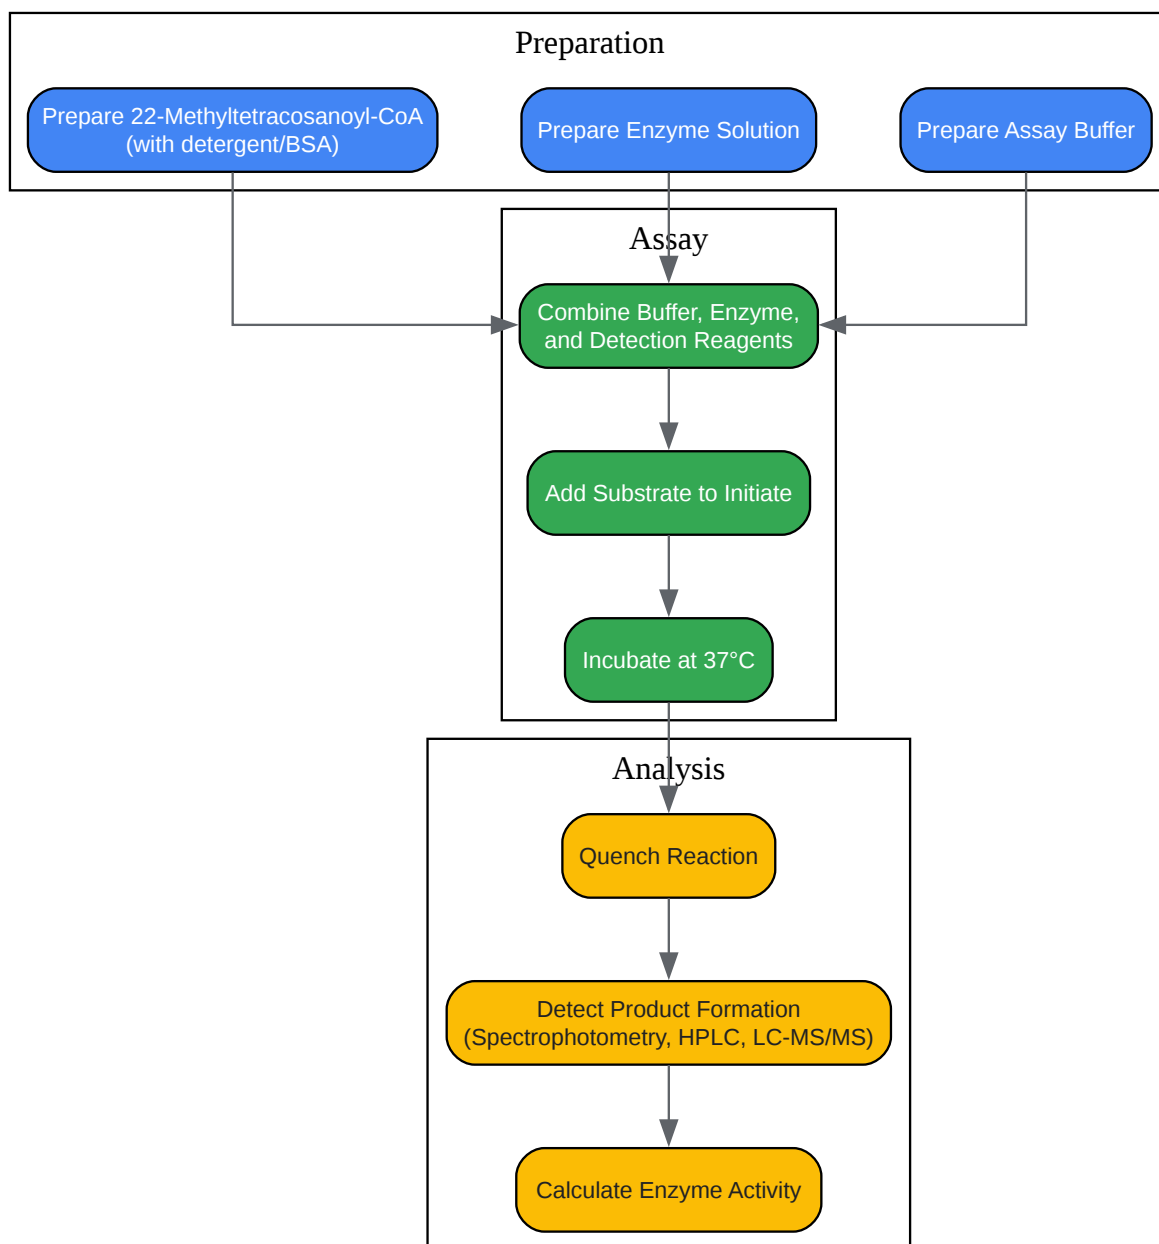 Preparation
Prepare 22-Methyltetracosanoyl-CoA
(with detergent/BSA)
Prepare Enzyme Solution
Prepare Assay Buffer
Assay
Combine Buffer, Enzyme,
and Detection Reagents
Add Substrate to Initiate
Incubate at 37°C
Analysis
Quench Reaction
Detect Product Formation
(Spectrophotometry, HPLC, LC-MS/MS)
Calculate Enzyme Activity